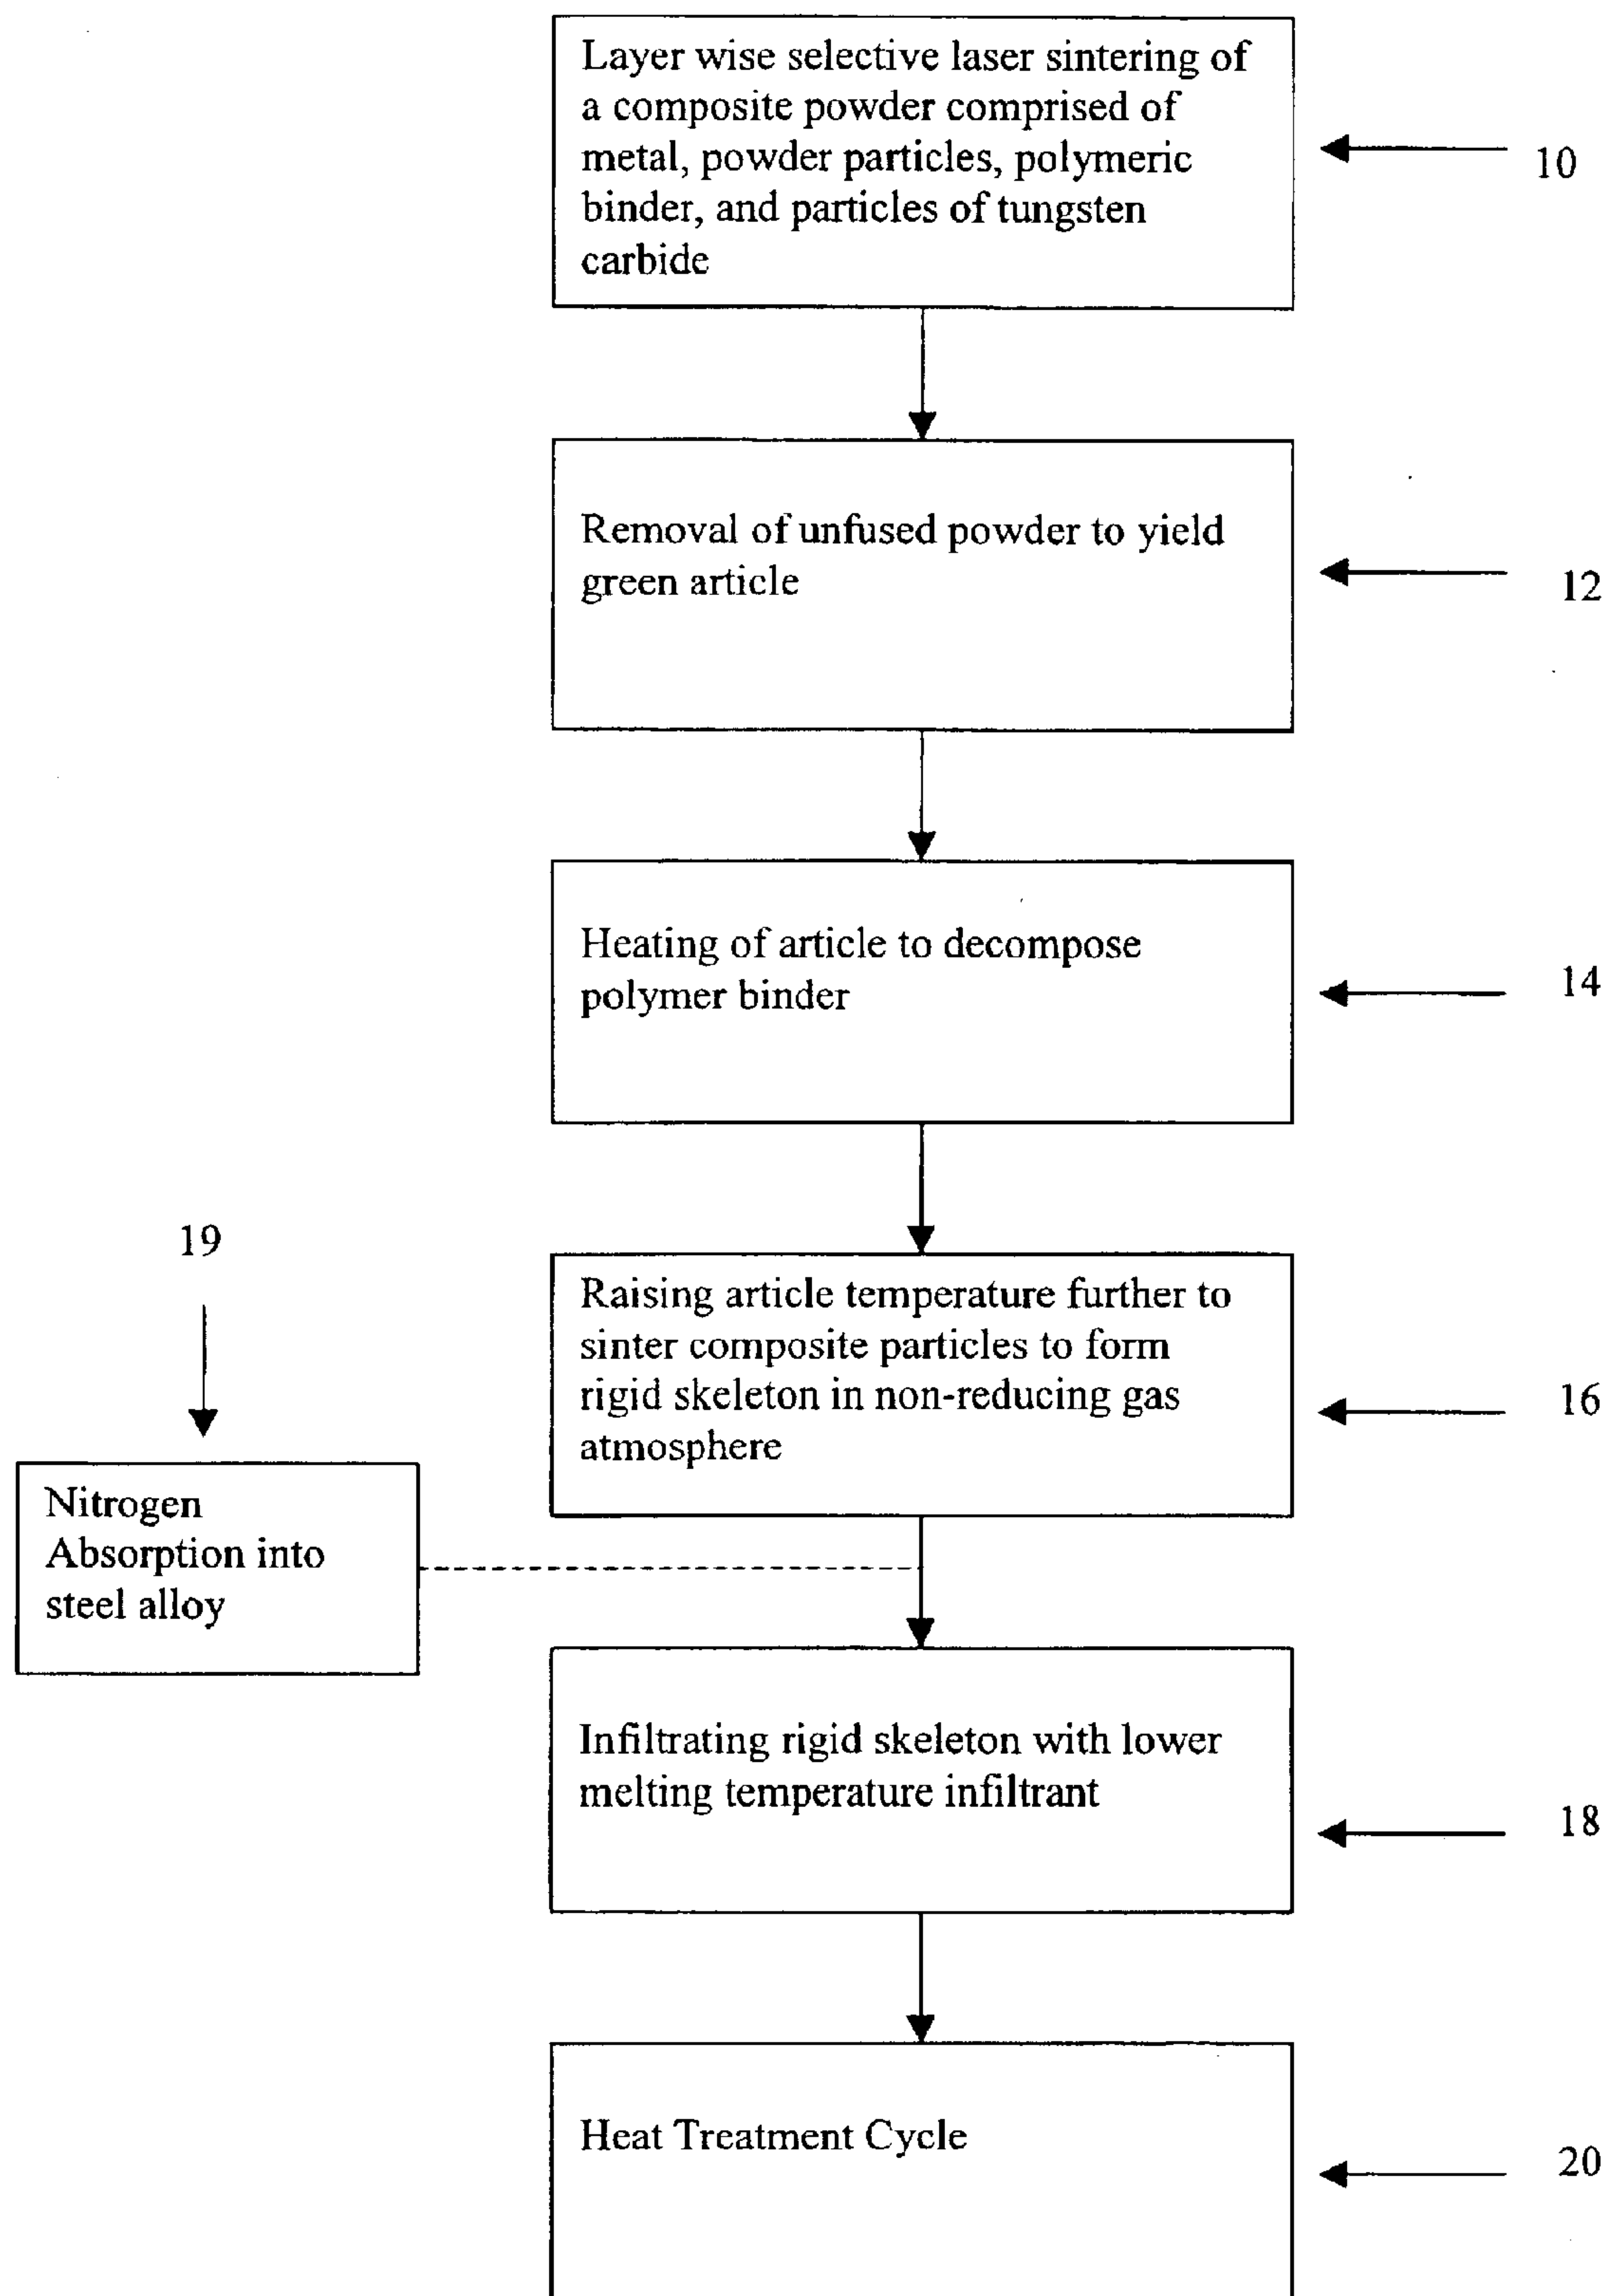 Layer wise selective laser sintering of
a composite powder comprised of
metal, powder particles, polymeric
binder, and particles of tungsten
carbide
10
Removal of unfused powder to yield
green article
12
Heating of article to decompose
polymer binder
14
19
Raising article temperature further to
sinter composite particles to form
rigid skeleton in non-reducing gas
atmosphere
16
Nitrogen
Absorption into
steel alloy
Infiltrating rigid skeleton with lower
melting temperature infiltrant
18
Heat Treatment Cycle
20